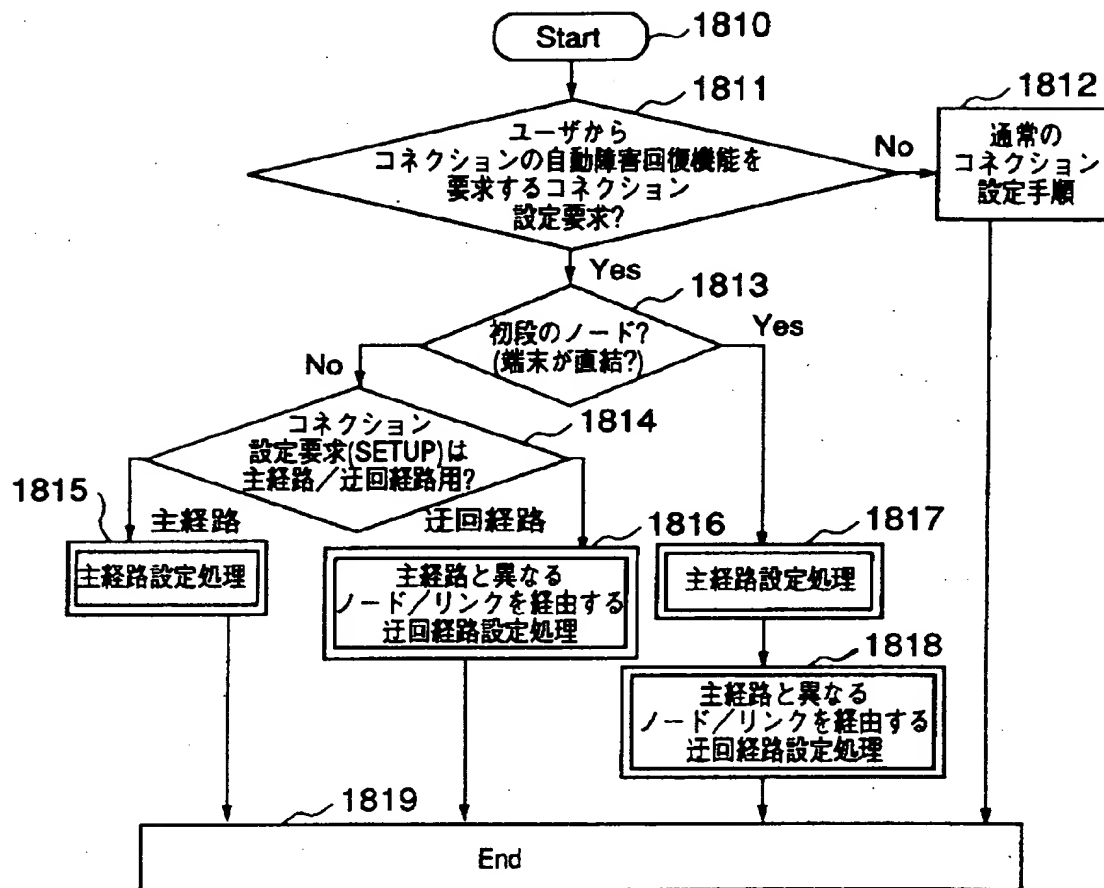 Start
1810
1811
ユーザから
コネクションの自動障害回復機能を
要求するコネクション
設定要求?
No
1812
通常の
コネクション
設定手順
Yes
1813
初段のノード?
(端末が直結?)
No
Yes
コネクション
設定要求(SETUP)は
主経路/迂回経路用?
1814
1815
主経路
迂回経路
主経路設定処理
1816
主経路と異なる
ノード/リンクを経由する
迂回経路設定処理
1817
主経路設定処理
1818
主経路と異なる
ノード/リンクを経由する
迂回経路設定処理
1819
End